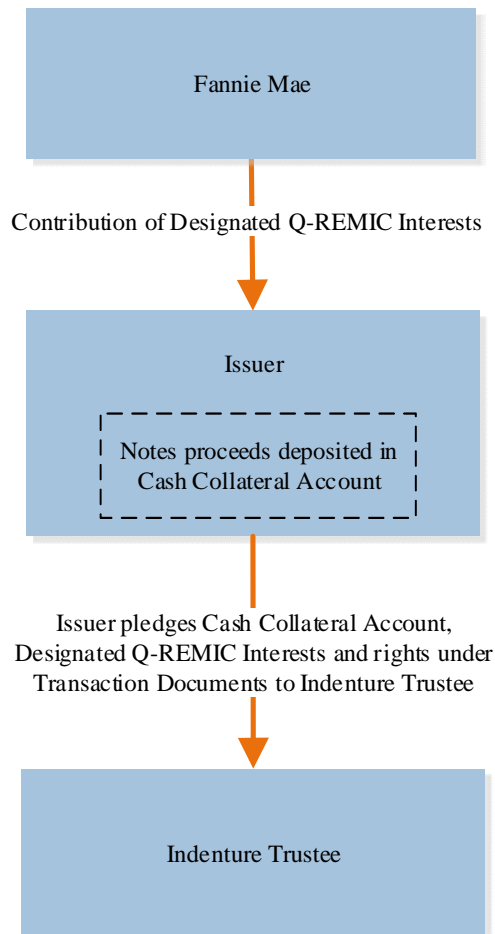 Fannie Mae
Contribution of Designated Q-REMIC Interests
Issuer
Notes proceeds deposited in
Cash Collateral Account
Issuer pledges Cash Collateral Account,
Designated Q-REMIC Interests and rights under
Transaction Documents to Indenture Trustee
Indenture Trustee